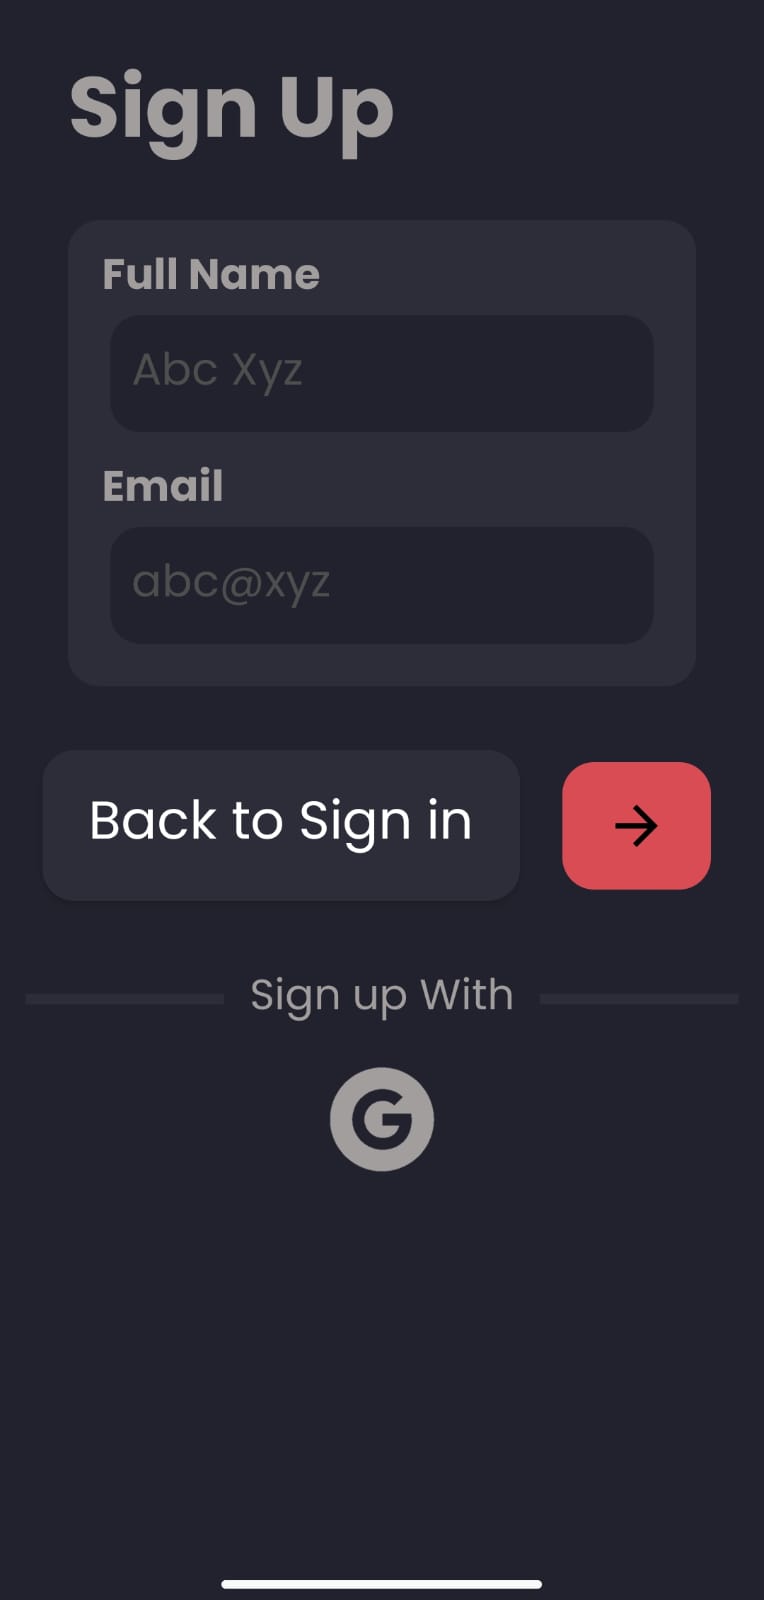 Sign Up
Full Name
Abc Xyz
Email
abc@xyz
Back to Sign in
Sign up With
G